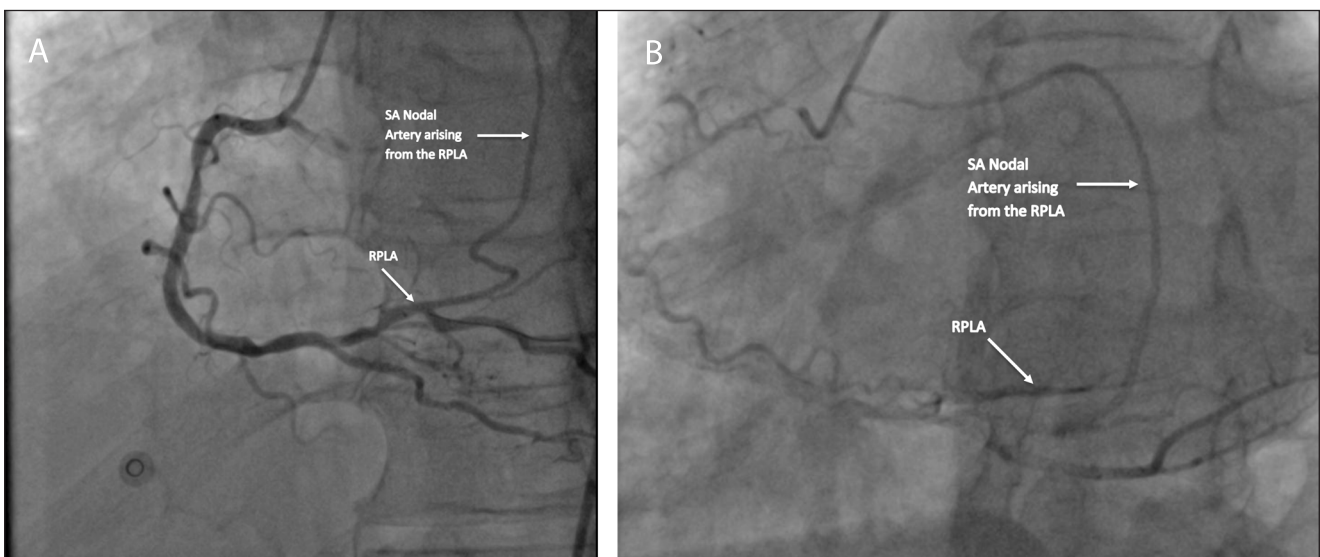 A
SA Nodal
Artery arising
from the RPLA
RPLA
B
SA Nodal
Artery arising
from the RPLA
RPLA